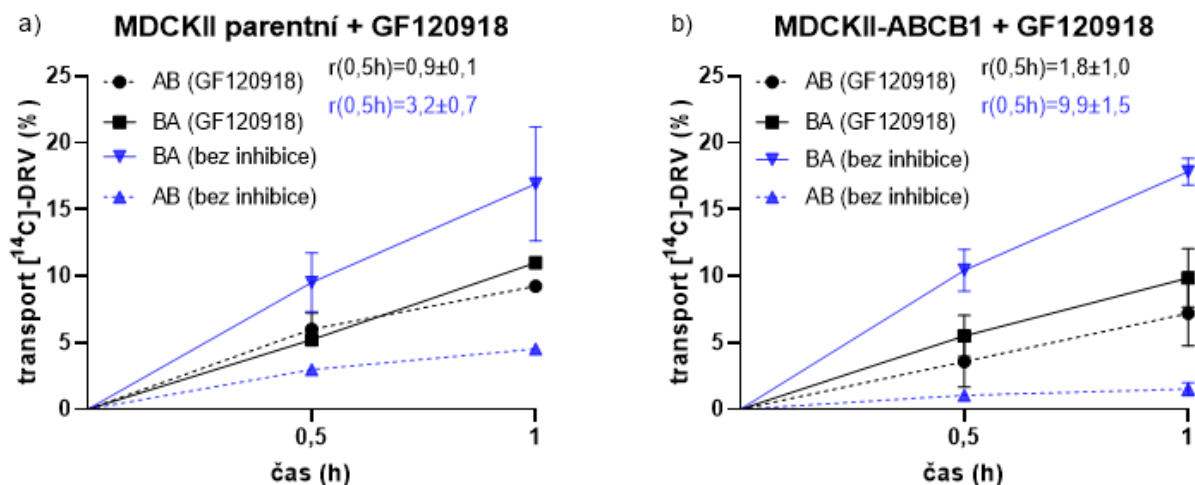 a)
MDCKII parentní + GF120918
AB (GF120918)
BA (GF120918)
BA (bez inhibice)
AB (bez inhibice)
r(0,5h)=0,9±0,1
r(0,5h)=3,2±0,7
transport [¹⁴C]-DRV (%)
25
20
15
10
5
0
0,5
1
čas (h)
b)
MDCKII-ABCB1 + GF120918
AB (GF120918)
BA (GF120918)
BA (bez inhibice)
AB (bez inhibice)
r(0,5h)=1,8±1,0
r(0,5h)=9,9±1,5
transport [¹⁴C]-DRV (%)
25
20
15
10
5
0
0,5
1
čas (h)